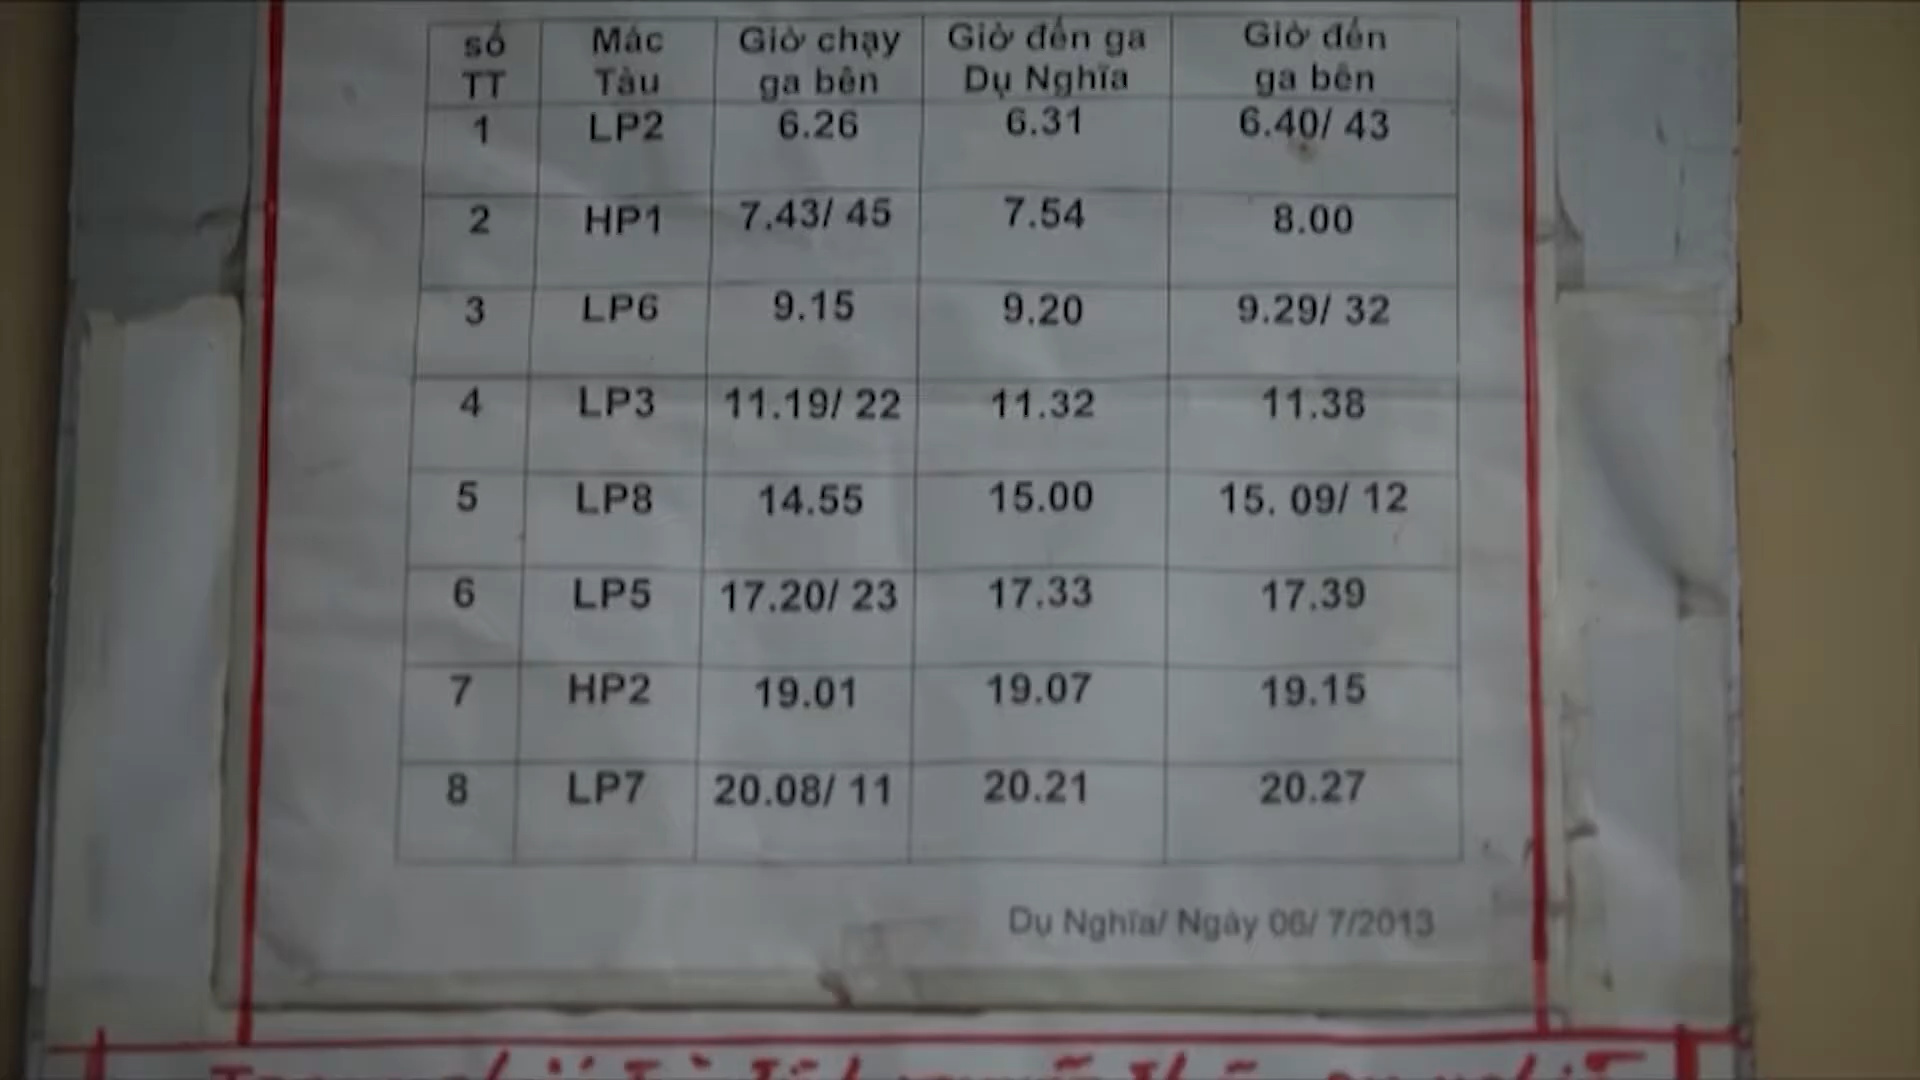 số TT Mác Tàu Giờ chạy ga bên Giờ đến ga Dụ Nghĩa Giờ đến ga bên
1 LP2 6.26 6.31 6.40/ 43
2 HP1 7.43/ 45 7.54 8.00
3 LP6 9.15 9.20 9.29/ 32
4 LP3 11.19/ 22 11.32 11.38
5 LP8 14.55 15.00 15. 09/ 12
6 LP5 17.20/ 23 17.33 17.39
7 HP2 19.01 19.07 19.15
8 LP7 20.08/ 11 20.21 20.27
Dụ Nghĩa/ Ngày 06/ 7/2013